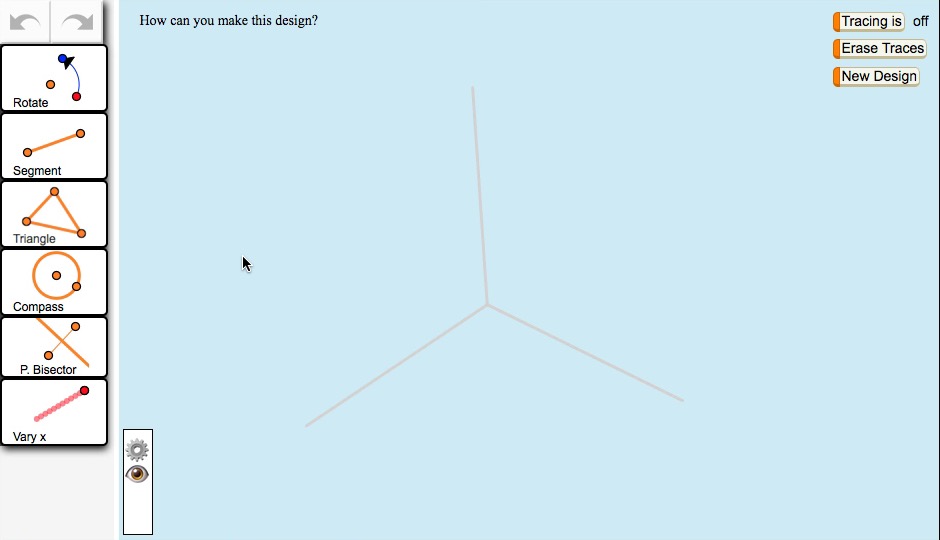 How can you make this design?
Tracing is off
Erase Traces
New Design
Rotate
Segment
Triangle
Compass
P. Bisector
Vary x